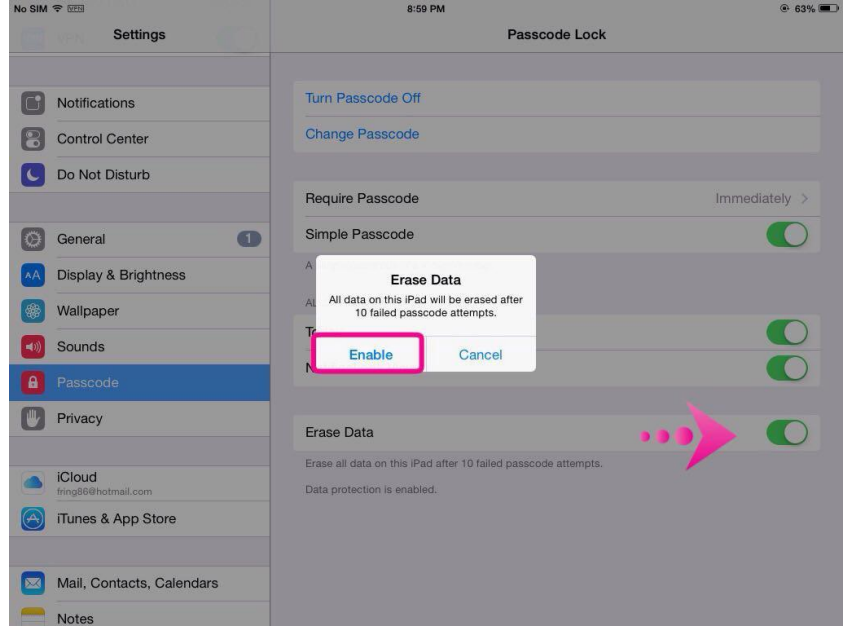 No SIM VPN 8:59 PM 63%
Settings
Passcode Lock
VPN
Notifications
Control Center
Do Not Disturb
General 1
AA Display & Brightness
Wallpaper
Sounds
Passcode
Privacy
iCloud
fring86@hotmail.com
iTunes & App Store
Mail, Contacts, Calendars
Notes
Turn Passcode Off
Change Passcode
Require Passcode Immediately
Simple Passcode
A
Erase Data
All data on this iPad will be erased after
10 failed passcode attempts.
Enable Cancel
Erase Data
Erase all data on this iPad after 10 failed passcode attempts.
Data protection is enabled.